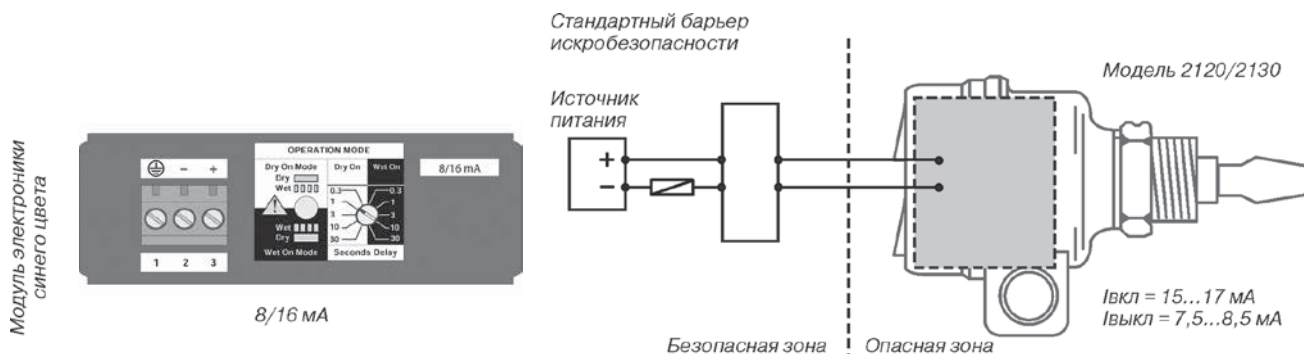 Модуль электроники
синего цвета
⏚ - +
1 2 3
OPERATION MODE
Dry On Mode
Dry
Wet
Wet
Dry
Wet On Mode
Dry On Wet On
0.3
1 1
3 3
10 10
30 30
Seconds Delay
8/16 mA
8/16 мА
Стандартный барьер
искробезопасности
Источник
питания
+
-
Безопасная зона
Опасная зона
Модель 2120/2130
Iвкл = 15...17 мА
Iвыкл = 7,5...8,5 мА